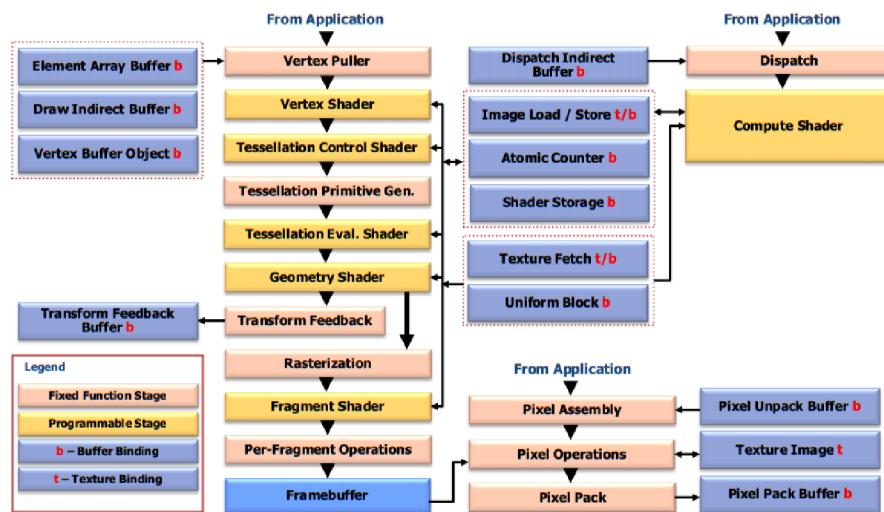 From Application
Vertex Puller
Vertex Shader
Tessellation Control Shader
Tessellation Primitive Gen.
Tessellation Eval. Shader
Geometry Shader
Transform Feedback
Rasterization
Fragment Shader
Per-Fragment Operations
Framebuffer
Element Array Buffer b
Draw Indirect Buffer b
Vertex Buffer Object b
Transform Feedback
Buffer b
Legend
Fixed Function Stage
Programmable Stage
b – Buffer Binding
t – Texture Binding
From Application
Dispatch Indirect
Buffer b
Dispatch
Compute Shader
Image Load / Store t/b
Atomic Counter b
Shader Storage b
Texture Fetch t/b
Uniform Block b
From Application
Pixel Assembly
Pixel Operations
Pixel Pack
Pixel Unpack Buffer b
Texture Image t
Pixel Pack Buffer b